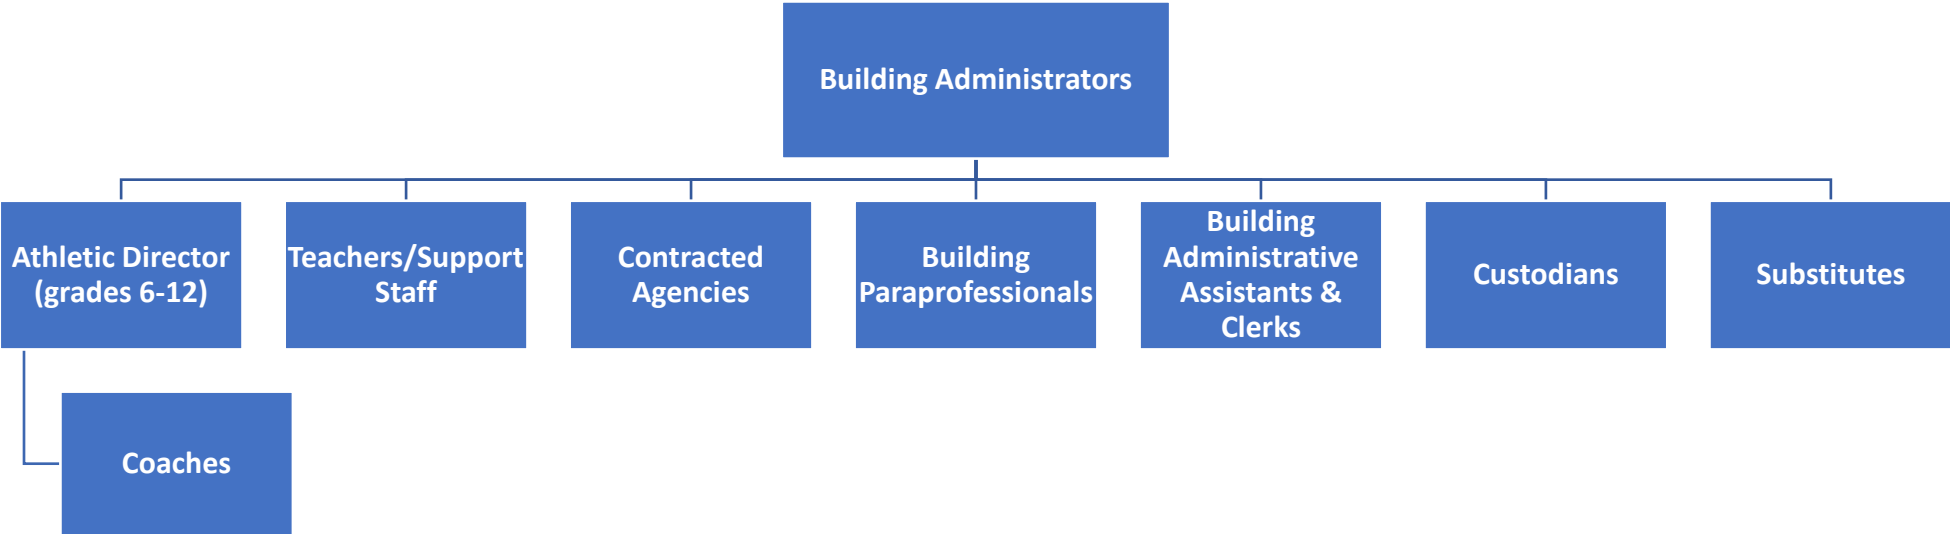 Building Administrators
Athletic Director
(grades 6-12)
Teachers/Support
Staff
Contracted
Agencies
Building
Paraprofessionals
Building
Administrative
Assistants &
Clerks
Custodians
Substitutes
Coaches